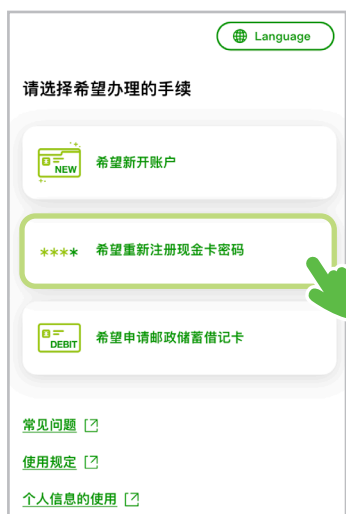 Language
请选择希望办理的手续
NEW
希望新开账户
****
希望重新注册现金卡密码
DEBIT
希望申请邮政储蓄借记卡
常见问题
使用规定
个人信息的使用